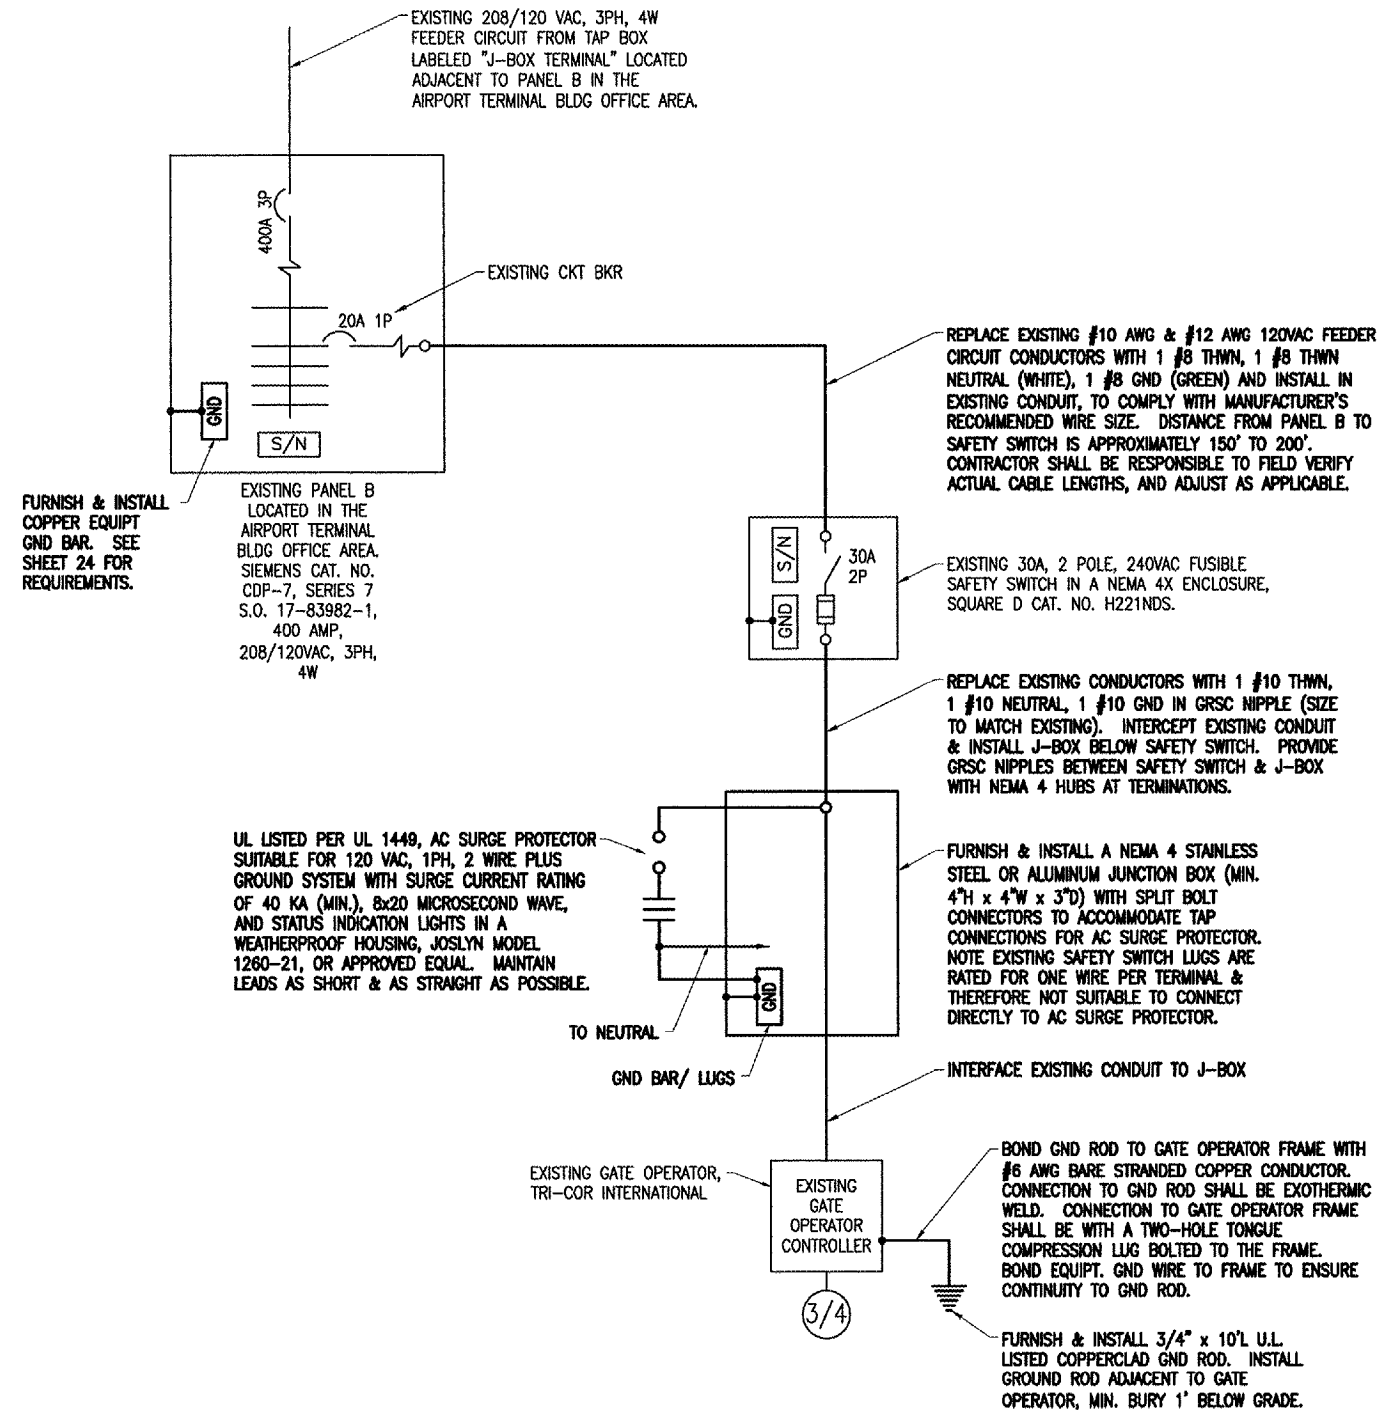 EXISTING 208/120 VAC, 3PH, 4W
FEEDER CIRCUIT FROM TAP BOX
LABELED "J-BOX TERMINAL" LOCATED
ADJACENT TO PANEL B IN THE
AIRPORT TERMINAL BLDG OFFICE AREA.
400A 3P
EXISTING CKT BKR
20A 1P
GND
S/N
FURNISH & INSTALL
COPPER EQUIPT
GND BAR. SEE
SHEET 24 FOR
REQUIREMENTS.
EXISTING PANEL B
LOCATED IN THE
AIRPORT TERMINAL
BLDG OFFICE AREA.
SIEMENS CAT. NO.
CDP-7, SERIES 7
S.O. 17-83982-1,
400 AMP,
208/120VAC, 3PH,
4W
REPLACE EXISTING #10 AWG & #12 AWG 120VAC FEEDER
CIRCUIT CONDUCTORS WITH 1 #8 THWN, 1 #8 THWN
NEUTRAL (WHITE), 1 #8 GND (GREEN) AND INSTALL IN
EXISTING CONDUIT, TO COMPLY WITH MANUFACTURER'S
RECOMMENDED WIRE SIZE. DISTANCE FROM PANEL B TO
SAFETY SWITCH IS APPROXIMATELY 150' TO 200'.
CONTRACTOR SHALL BE RESPONSIBLE TO FIELD VERIFY
ACTUAL CABLE LENGTHS, AND ADJUST AS APPLICABLE.
S/N
30A
2P
GND
EXISTING 30A, 2 POLE, 240VAC FUSIBLE
SAFETY SWITCH IN A NEMA 4X ENCLOSURE,
SQUARE D CAT. NO. H221NDS.
REPLACE EXISTING CONDUCTORS WITH 1 #10 THWN,
1 #10 NEUTRAL, 1 #10 GND IN GRSC NIPPLE (SIZE
TO MATCH EXISTING). INTERCEPT EXISTING CONDUIT
& INSTALL J-BOX BELOW SAFETY SWITCH. PROVIDE
GRSC NIPPLES BETWEEN SAFETY SWITCH & J-BOX
WITH NEMA 4 HUBS AT TERMINATIONS.
UL LISTED PER UL 1449, AC SURGE PROTECTOR
SUITABLE FOR 120 VAC, 1PH, 2 WIRE PLUS
GROUND SYSTEM WITH SURGE CURRENT RATING
OF 40 KA (MIN.), 8x20 MICROSECOND WAVE,
AND STATUS INDICATION LIGHTS IN A
WEATHERPROOF HOUSING, JOSLYN MODEL
1260-21, OR APPROVED EQUAL. MAINTAIN
LEADS AS SHORT & AS STRAIGHT AS POSSIBLE.
FURNISH & INSTALL A NEMA 4 STAINLESS
STEEL OR ALUMINUM JUNCTION BOX (MIN.
4"H x 4"W x 3"D) WITH SPLIT BOLT
CONNECTORS TO ACCOMMODATE TAP
CONNECTIONS FOR AC SURGE PROTECTOR.
NOTE EXISTING SAFETY SWITCH LUGS ARE
RATED FOR ONE WIRE PER TERMINAL &
THEREFORE NOT SUITABLE TO CONNECT
DIRECTLY TO AC SURGE PROTECTOR.
GND
TO NEUTRAL
GND BAR/ LUGS
INTERFACE EXISTING CONDUIT TO J-BOX
EXISTING GATE OPERATOR,
TRI-COR INTERNATIONAL
EXISTING
GATE
OPERATOR
CONTROLLER
3/4
BOND GND ROD TO GATE OPERATOR FRAME WITH
#6 AWG BARE STRANDED COPPER CONDUCTOR.
CONNECTION TO GND ROD SHALL BE EXOTHERMIC
WELD. CONNECTION TO GATE OPERATOR FRAME
SHALL BE WITH A TWO-HOLE TONGUE
COMPRESSION LUG BOLTED TO THE FRAME.
BOND EQUIPT. GND WIRE TO FRAME TO ENSURE
CONTINUITY TO GND ROD.
FURNISH & INSTALL 3/4" x 10'L U.L.
LISTED COPPERCLAD GND ROD. INSTALL
GROUND ROD ADJACENT TO GATE
OPERATOR, MIN. BURY 1' BELOW GRADE.